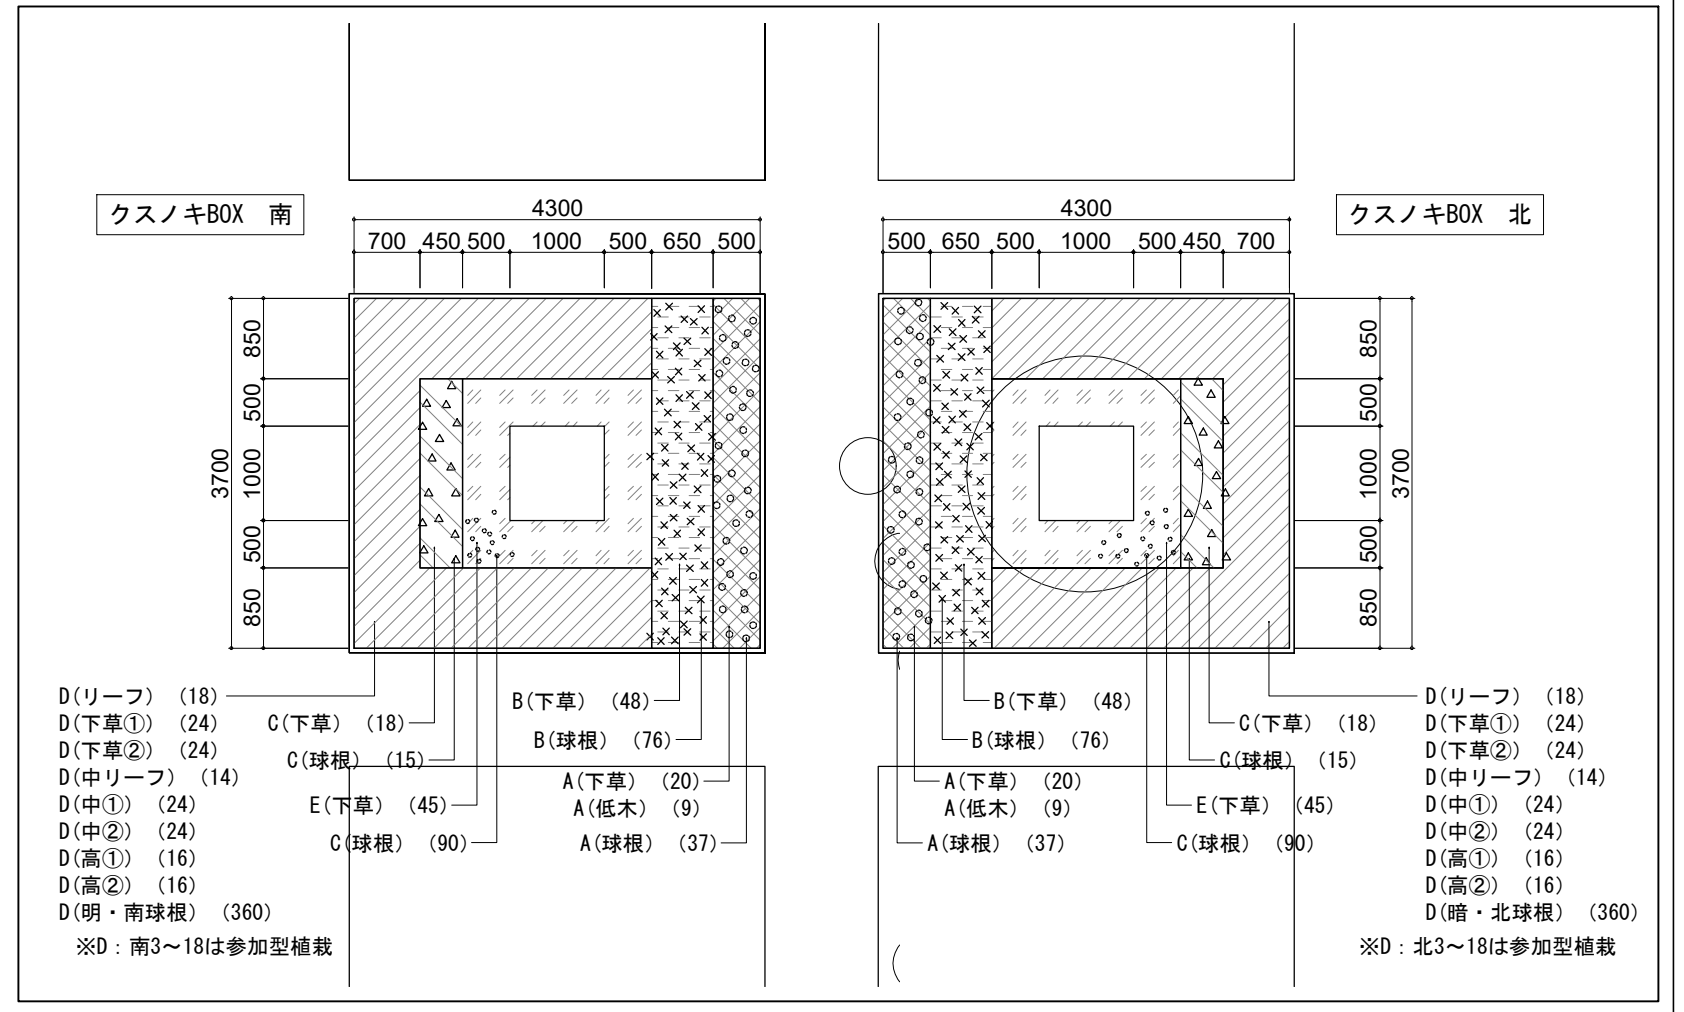 クスノキBOX 南
4300
700 450 500 1000 500 650 500
3700
850
500
1000
500
850
D(リーフ) (18)
D(下草①) (24)
D(下草②) (24)
D(中リーフ) (14)
D(中①) (24)
D(中②) (24)
D(高①) (16)
D(高②) (16)
D(明・南球根) (360)
※D：南3～18は参加型植栽
C(下草) (18)
C(球根) (15)
E(下草) (45)
C(球根) (90)
B(下草) (48)
B(球根) (76)
A(下草) (20)
A(低木) (9)
A(球根) (37)
クスノキBOX 北
4300
500 650 500 1000 500 450 700
850
500
1000
500
850
3700
B(下草) (48)
B(球根) (76)
A(下草) (20)
A(低木) (9)
A(球根) (37)
C(下草) (18)
C(球根) (15)
E(下草) (45)
C(球根) (90)
D(リーフ) (18)
D(下草①) (24)
D(下草②) (24)
D(中リーフ) (14)
D(中①) (24)
D(中②) (24)
D(高①) (16)
D(高②) (16)
D(暗・北球根) (360)
※D：北3～18は参加型植栽